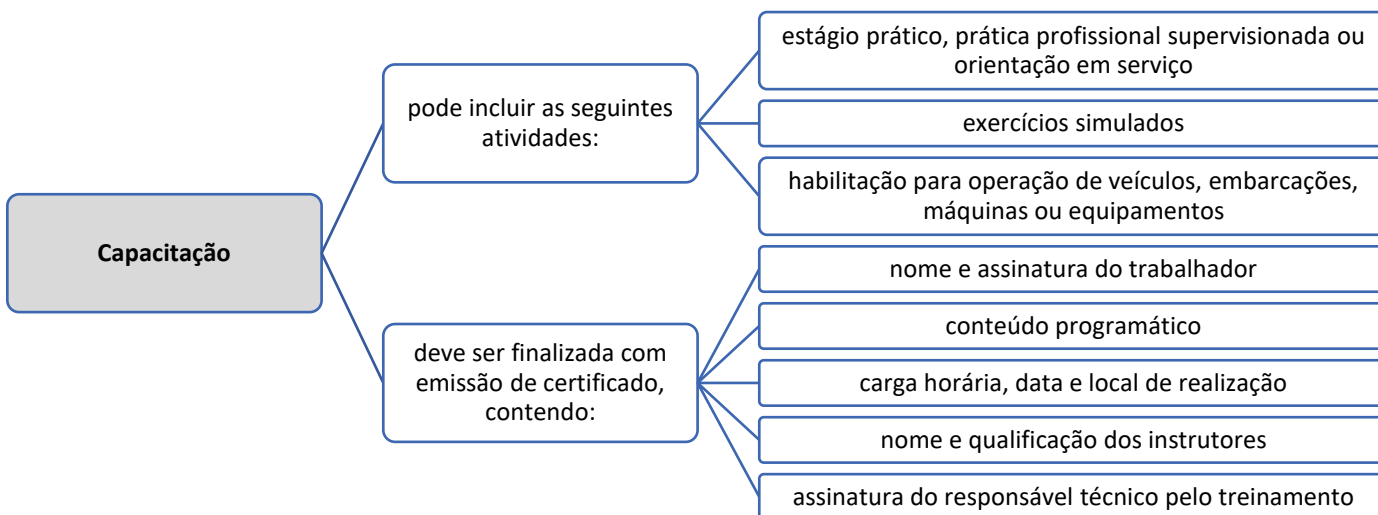 Capacitação
pode incluir as seguintes
atividades:
estágio prático, prática profissional supervisionada ou
orientação em serviço
exercícios simulados
habilitação para operação de veículos, embarcações,
máquinas ou equipamentos
deve ser finalizada com
emissão de certificado,
contendo:
nome e assinatura do trabalhador
conteúdo programático
carga horária, data e local de realização
nome e qualificação dos instrutores
assinatura do responsável técnico pelo treinamento